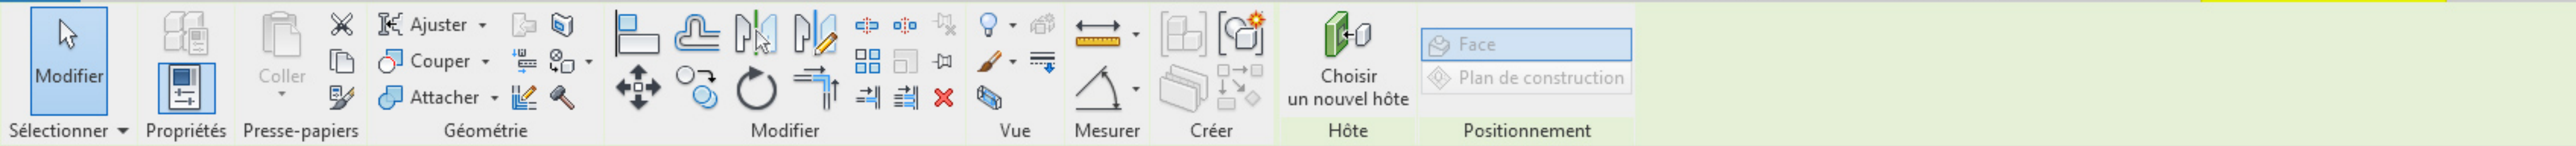 Modifier
Sélectionner
Propriétés
Coller
Presse-papiers
Ajuster
Couper
Attacher
Géométrie
Modifier
Vue
Mesurer
Créer
Choisir
un nouvel hôte
Hôte
Face
Plan de construction
Positionnement